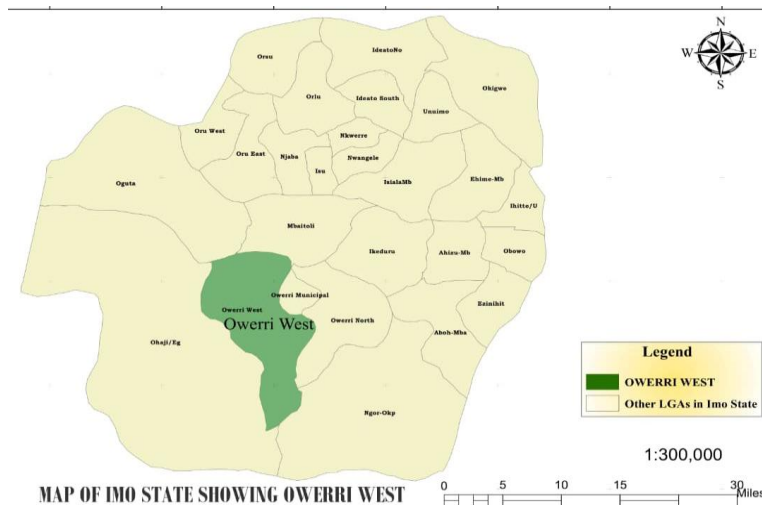 N
W E
S
IdeatoNo
Orsu
Okigwe
Orlu
Ideato South
Unuimo
Oru West
Nkwerre
Oru East
Njaba
Nwangele
Isu
IsialaMb
Ehime-Mb
Oguta
Ihitte/U
Mbaitoli
Ikeduru
Ahizu-Mb
Obowo
Owerri Municipal
Ezinihit
Owerri West
Owerri North
Owerri West
Aboh-Mba
Ohaji/Eg
Ngor-Okp
Legend
OWERRI WEST
Other LGAs in Imo State
1:300,000
MAP OF IMO STATE SHOWING OWERRI WEST
0 5 10 15 20 30
Miles